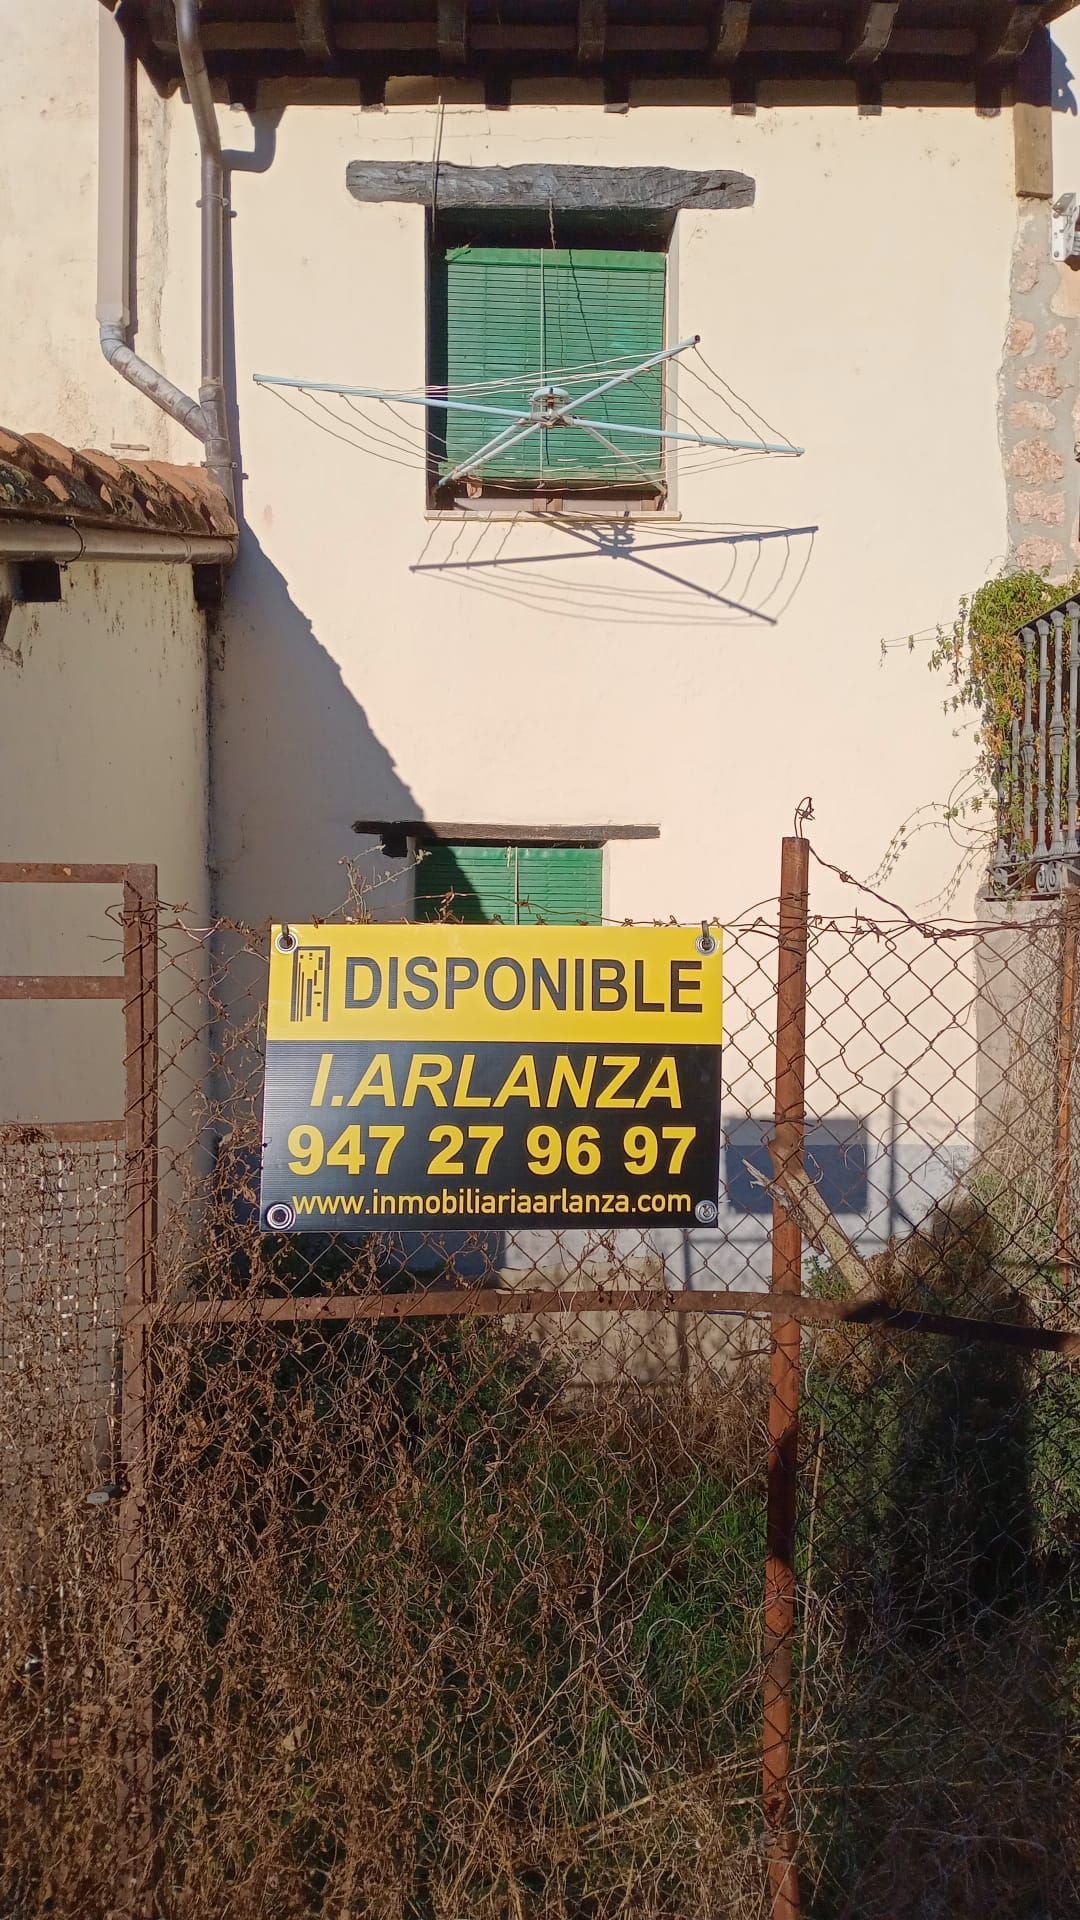 DISPONIBLE
I.ARLANZA
947 27 96 97
www.inmobiliariaarlanza.com